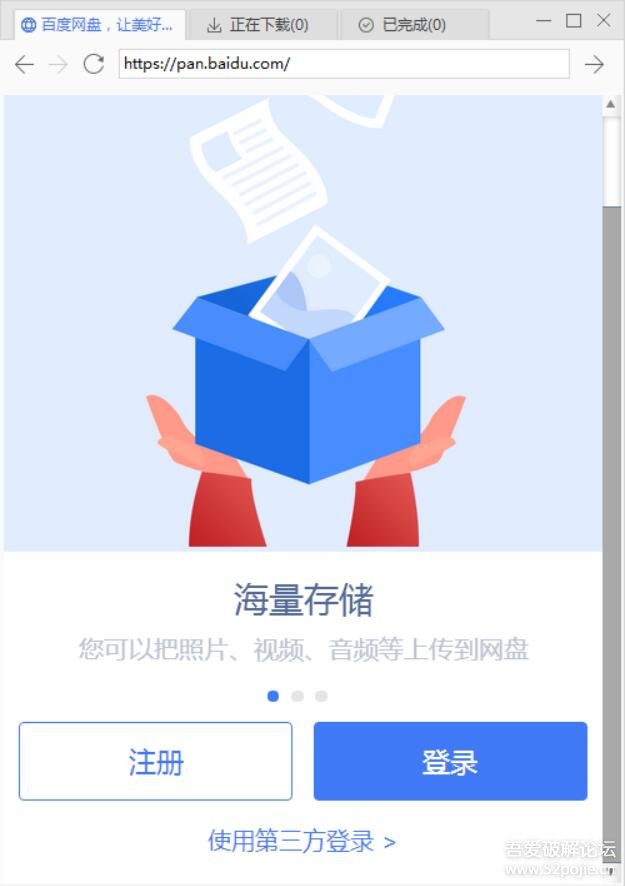 百度网盘，让美好...
正在下载(0)
已完成(0)
https://pan.baidu.com/
海量存储
您可以把照片、视频、音频等上传到网盘
注册
登录
使用第三方登录 >
吾爱破解论坛
www.52pojie.cn